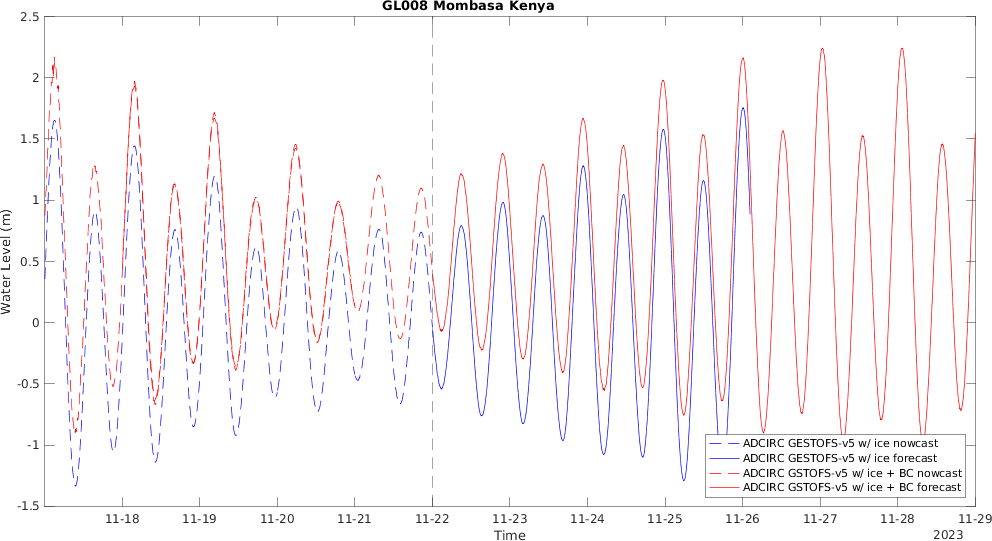 GL008 Mombasa Kenya
2.5
2
1.5
1
0.5
0
-0.5
-1
-1.5
Water Level (m)
ADCIRC GESTOFS-v5 w/ ice nowcast
ADCIRC GESTOFS-v5 w/ ice forecast
ADCIRC GSTOFS-v5 w/ ice + BC nowcast
ADCIRC GSTOFS-v5 w/ ice + BC forecast
11-18 11-19 11-20 11-21 11-22 11-23 11-24 11-25 11-26 11-27 11-28 11-29
Time
2023